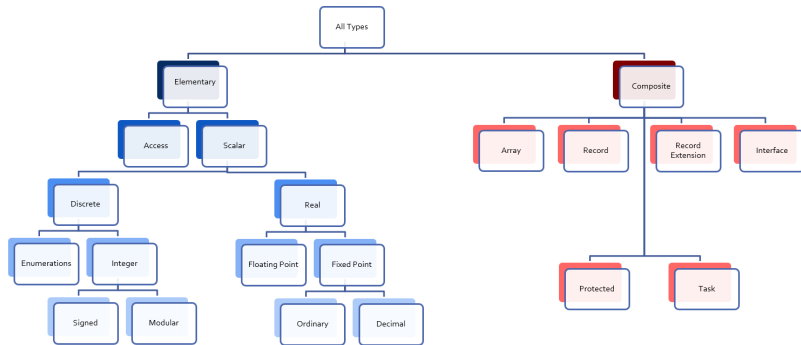 All Types
Elementary
Composite
Access
Scalar
Array
Record
Record
Extension
Interface
Discrete
Real
Enumerations
Integer
Floating Point
Fixed Point
Protected
Task
Signed
Modular
Ordinary
Decimal